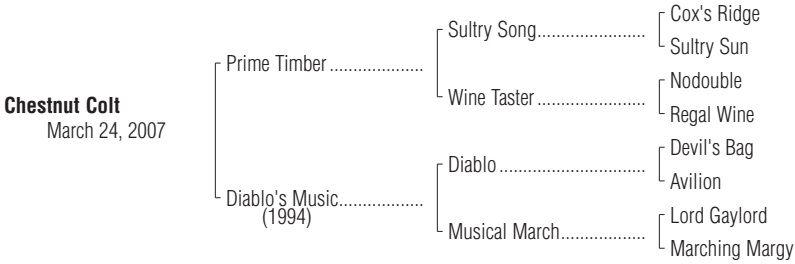 Cox's Ridge
Sultry Song.......................
Sultry Sun
Prime Timber ....................
Nodouble
Wine Taster .......................
Regal Wine
Chestnut Colt
March 24, 2007
Devil's Bag
Diablo ...............................
Avilion
Diablo's Music..................
(1994)
Lord Gaylord
Musical March..................
Marching Margy